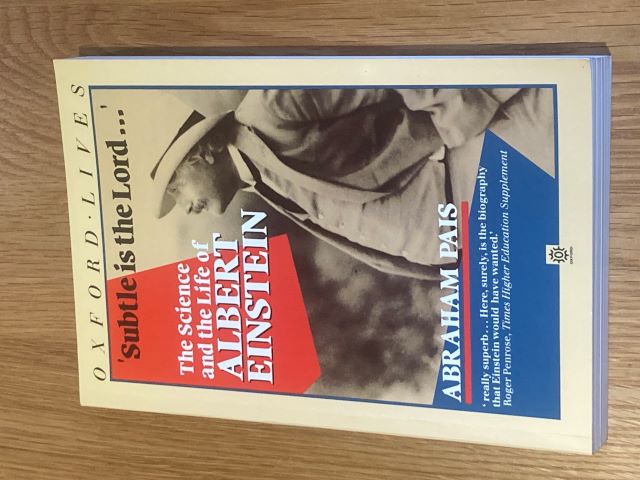 OXFORD · LIVES
'Subtle is the Lord...'
The Science
and the Life of
ALBERT
EINSTEIN
ABRAHAM PAIS
'really superb... Here, surely, is the biography
that Einstein would have wanted.'
Roger Penrose, Times Higher Education Supplement
OXFORD